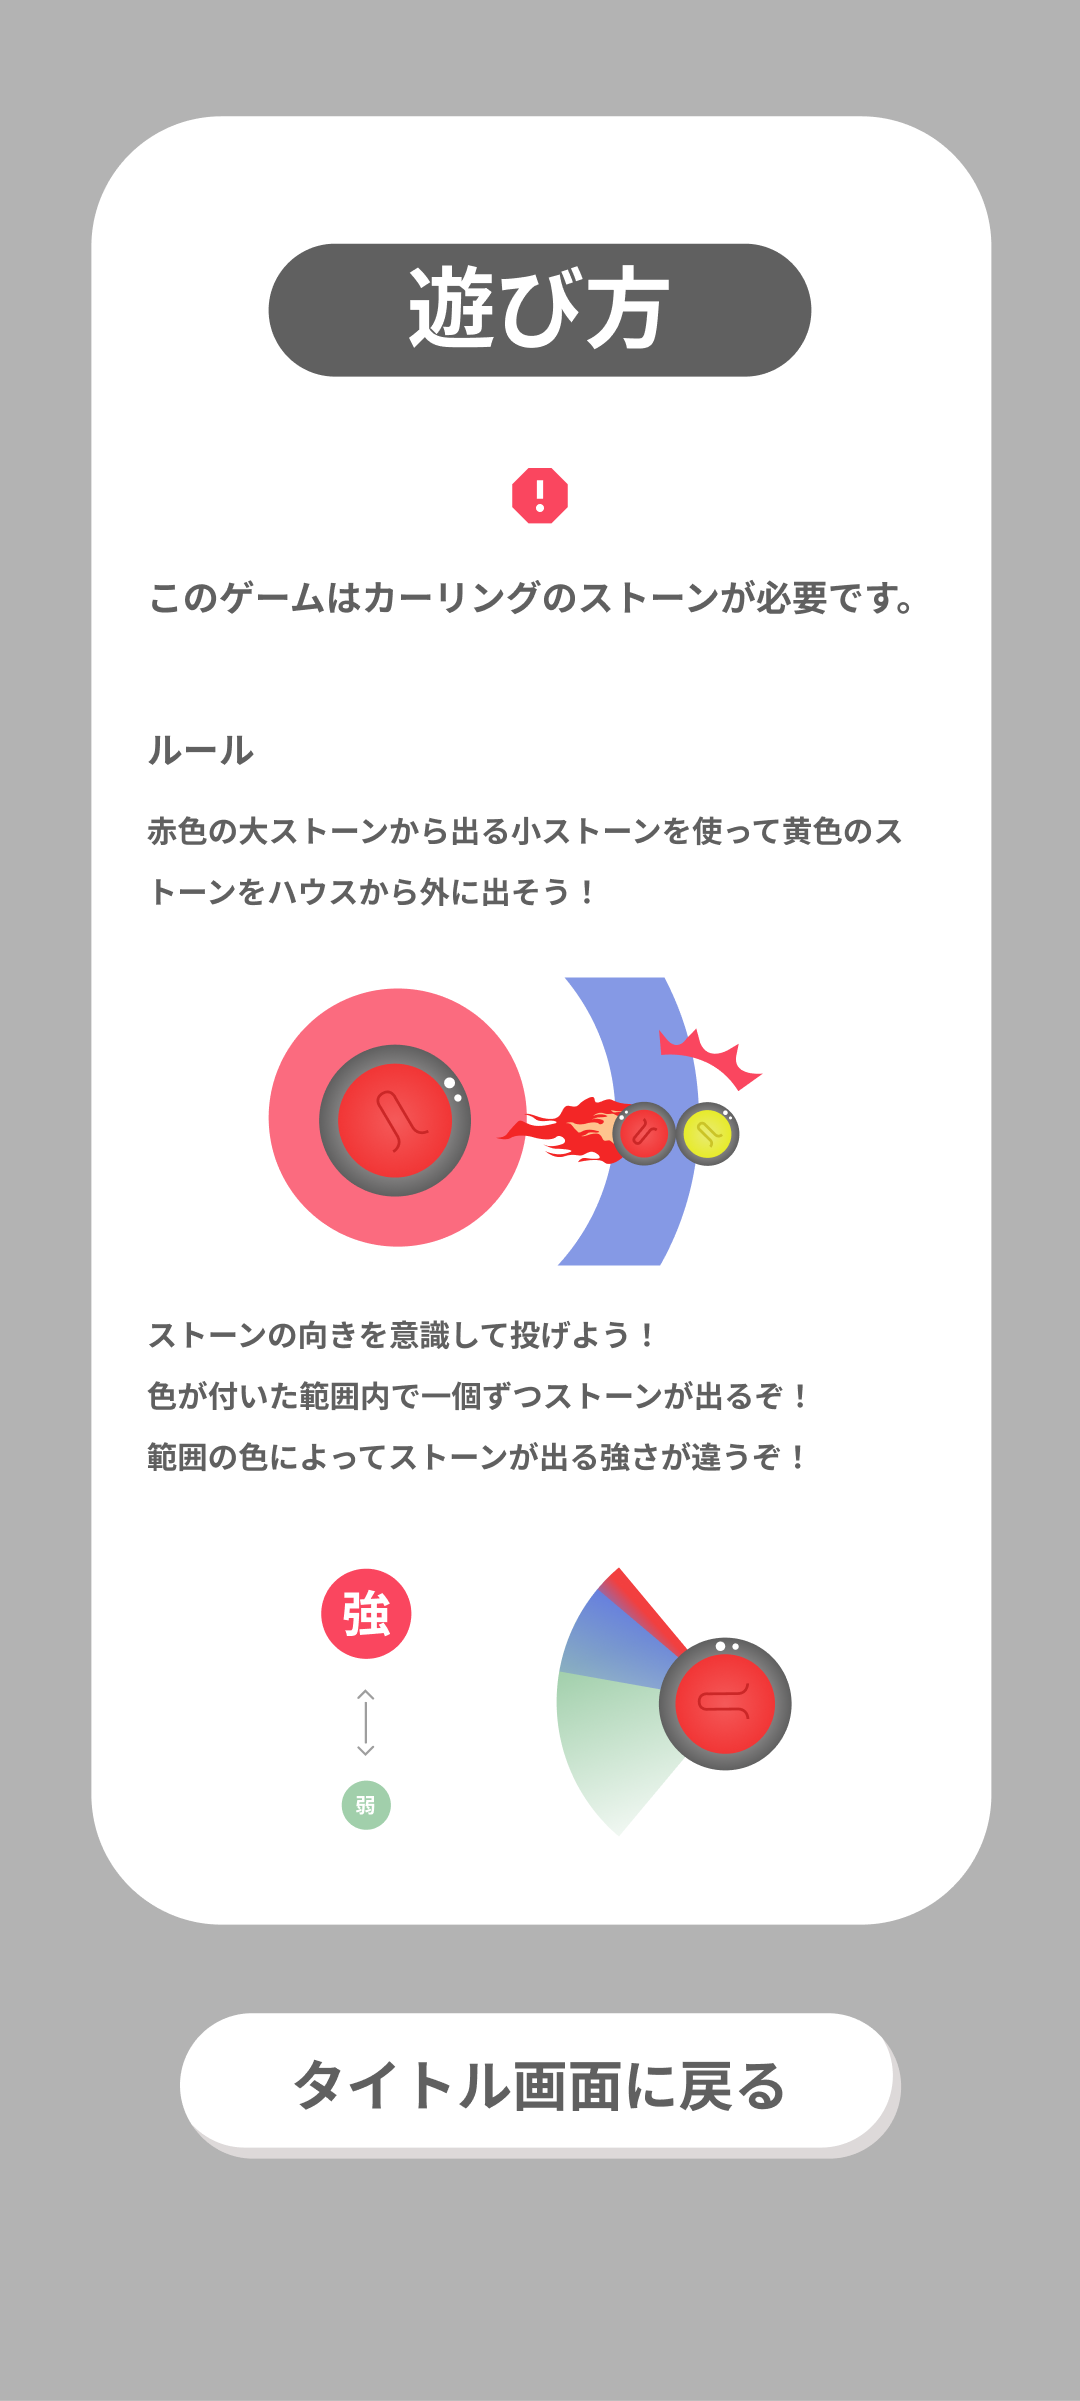 遊び方
このゲームはカーリングのストーンが必要です。
ルール
赤色の大ストーンから出る小ストーンを使って黄色のス
トーンをハウスから外に出そう！
ストーンの向きを意識して投げよう！
色が付いた範囲内で一個ずつストーンが出るぞ！
範囲の色によってストーンが出る強さが違うぞ！
強
弱
タイトル画面に戻る